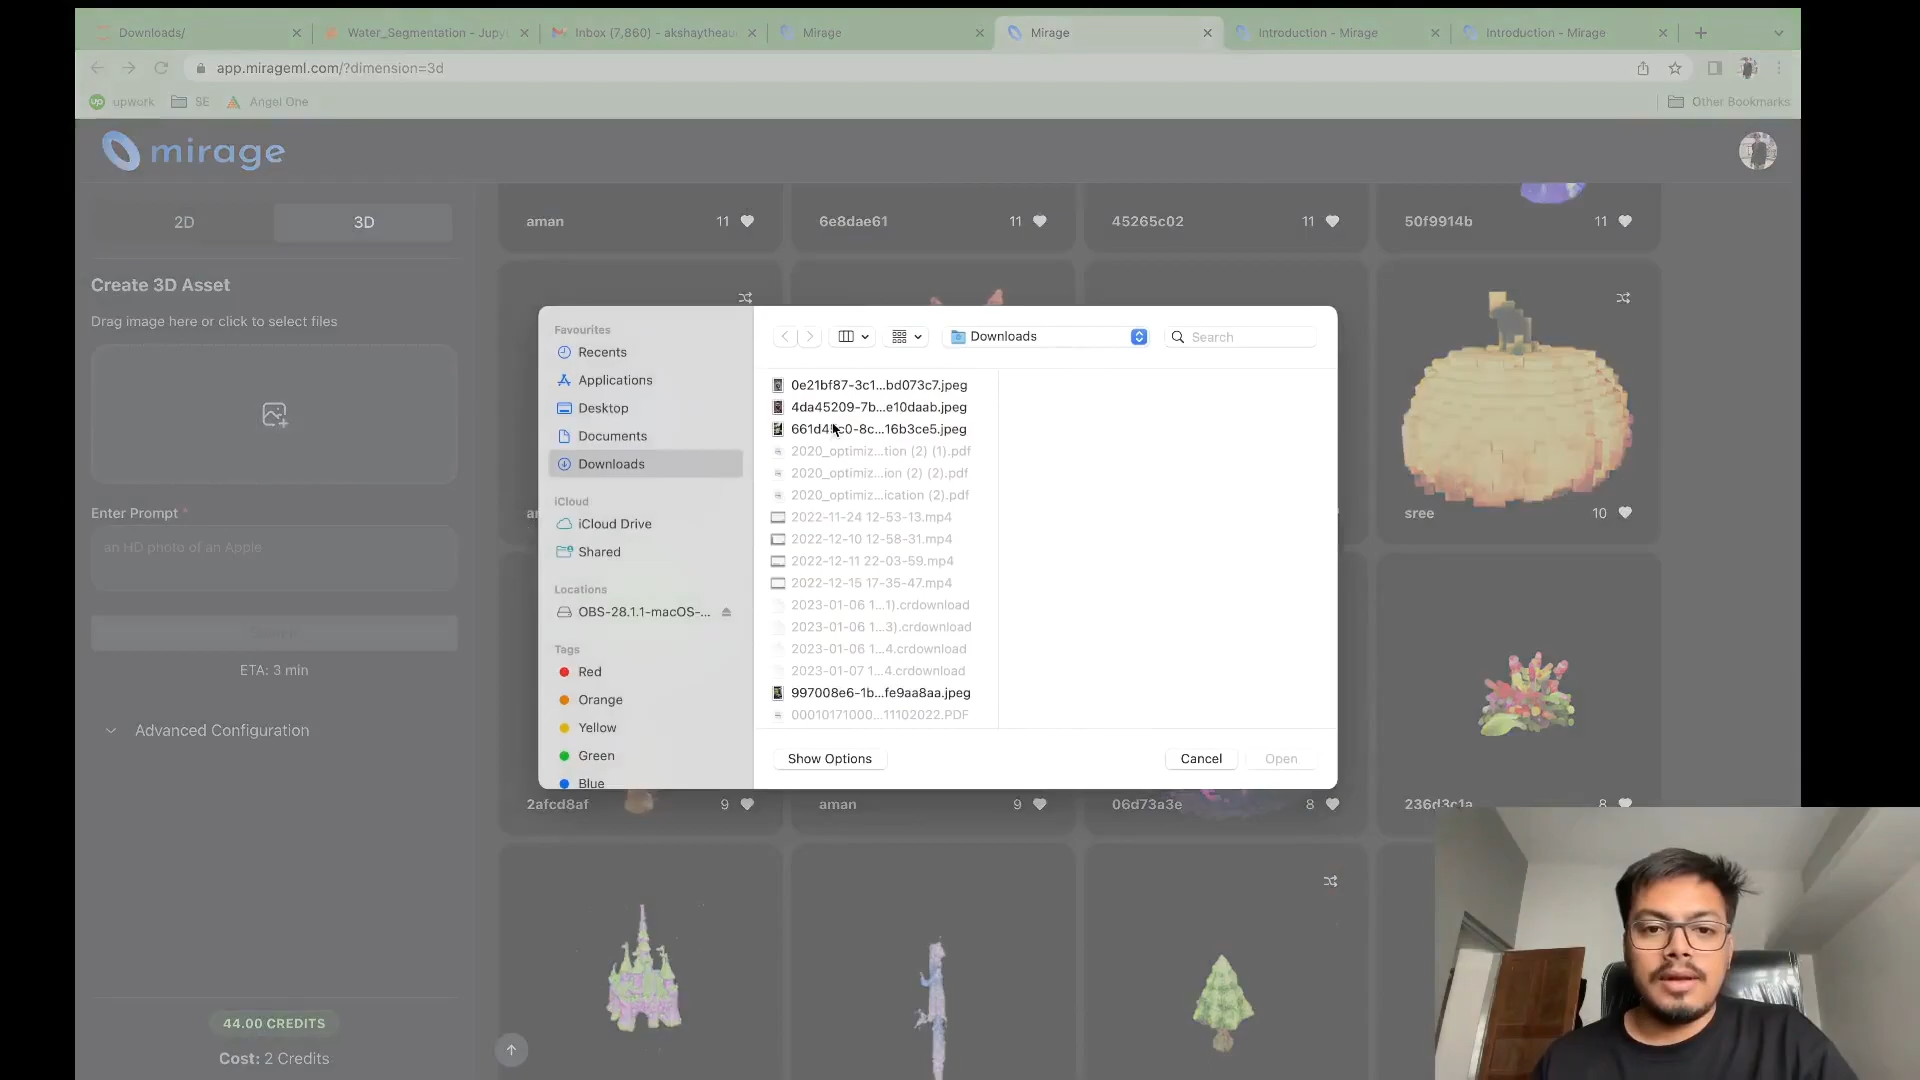 Downloads/
Water_Segmentation - Jupy
Inbox (7,860) - akshaytheau
Mirage
Mirage
Introduction - Mirage
Introduction - Mirage
app.mirageml.com/?dimension=3d
up upwork
SE
Angel One
Other Bookmarks
mirage
2D
3D
Create 3D Asset
Drag image here or click to select files
Enter Prompt *
an HD photo of an Apple
ETA: 3 min
Advanced Configuration
44.00 CREDITS
Cost: 2 Credits
aman 11
6e8dae61 11
45265c02 11
50f9914b 11
sree 10
2afcd8af 9
aman 9
06d73a3e 8
236d3c1a 8
Favourites
Recents
Applications
Desktop
Documents
Downloads
iCloud
iCloud Drive
Shared
Locations
OBS-28.1.1-macOS-...
Tags
Red
Orange
Yellow
Green
Blue
Downloads
Search
0e21bf87-3c1...bd073c7.jpeg
4da45209-7b...e10daab.jpeg
661d45c0-8c...16b3ce5.jpeg
2020_optimiz...tion (2) (1).pdf
2020_optimiz...ion (2) (2).pdf
2020_optimiz...ication (2).pdf
2022-11-24 12-53-13.mp4
2022-12-10 12-58-31.mp4
2022-12-11 22-03-59.mp4
2022-12-15 17-35-47.mp4
2023-01-06 1...1).crdownload
2023-01-06 1...3).crdownload
2023-01-06 1...4.crdownload
2023-01-07 1...4.crdownload
997008e6-1b...fe9aa8aa.jpeg
00010171000...11102022.PDF
Show Options
Cancel
Open